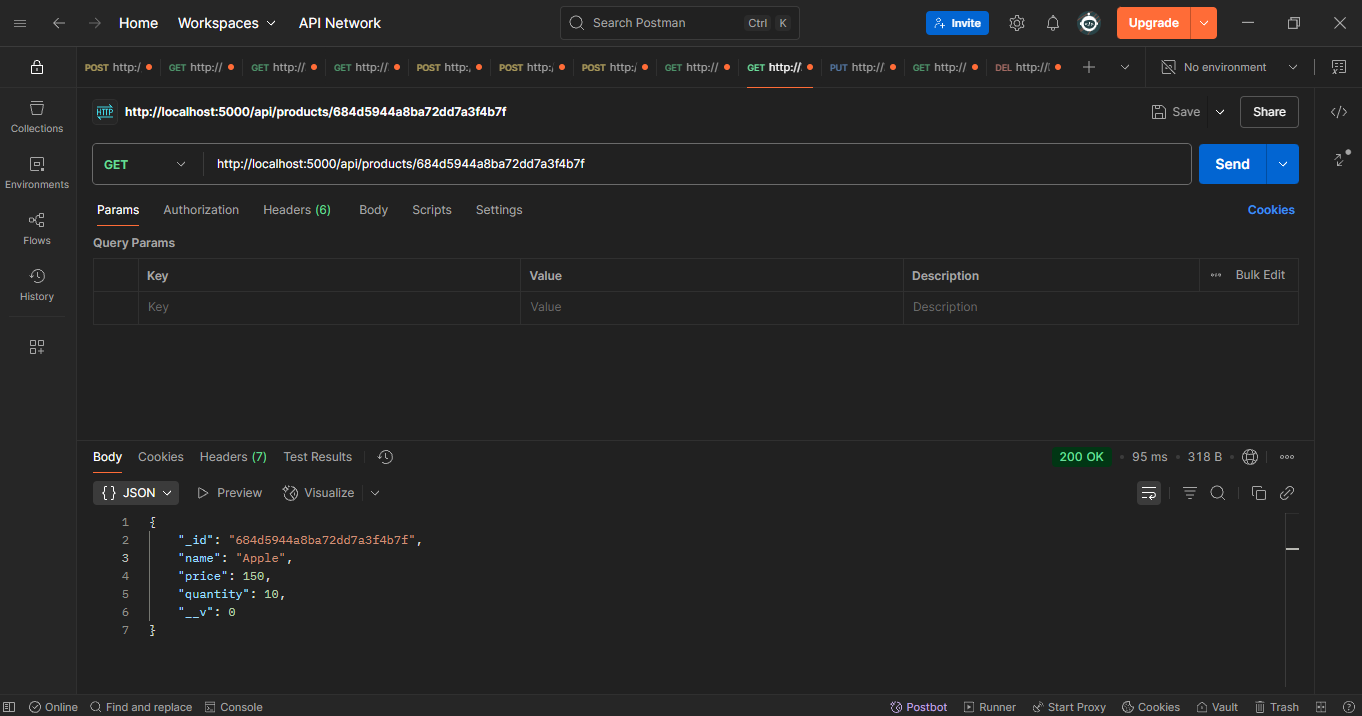 Home Workspaces API Network Search Postman Ctrl K Invite Upgrade
POST http:/ GET http:// GET http:// GET http:// POST http:, POST http:/ POST http:/ GET http:// GET http:/ PUT http:// GET http:// DEL http:// No environment
Collections
Environments
Flows
History
HTTP http://localhost:5000/api/products/684d5944a8ba72dd7a3f4b7f Save Share
GET http://localhost:5000/api/products/684d5944a8ba72dd7a3f4b7f Send
Params Authorization Headers (6) Body Scripts Settings Cookies
Query Params
Key Value Description Bulk Edit
Key Value Description
Body Cookies Headers (7) Test Results 200 OK 95 ms 318 B
{} JSON Preview Visualize
1 {
2 "_id": "684d5944a8ba72dd7a3f4b7f",
3 "name": "Apple",
4 "price": 150,
5 "quantity": 10,
6 "__v": 0
7 }
Online Find and replace Console Postbot Runner Start Proxy Cookies Vault Trash